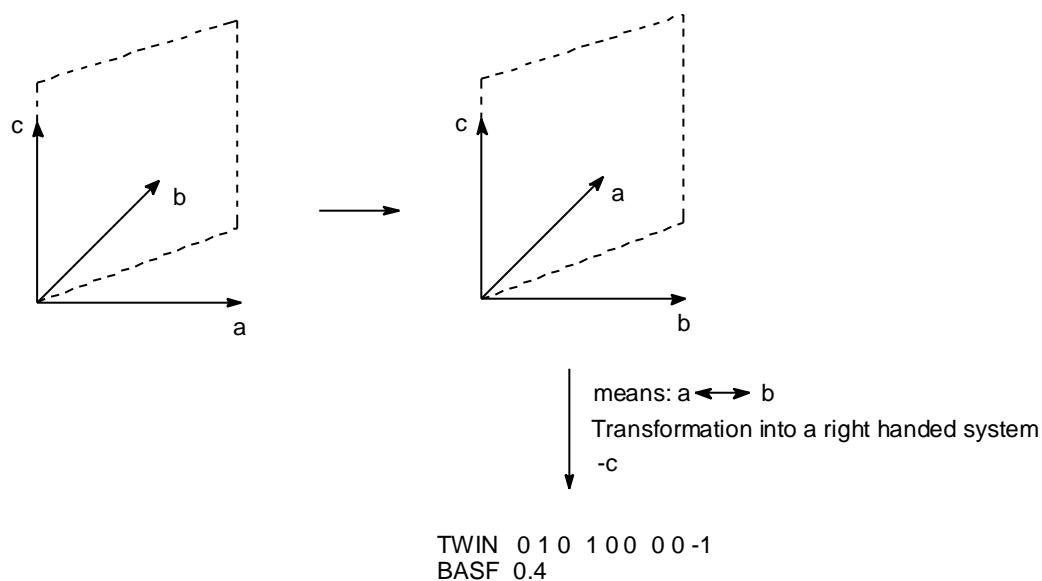 c
b
a
c
a
b
means: a ⟷ b
Transformation into a right handed system
-c
TWIN 0 1 0 1 0 0 0 0 -1
BASF 0.4